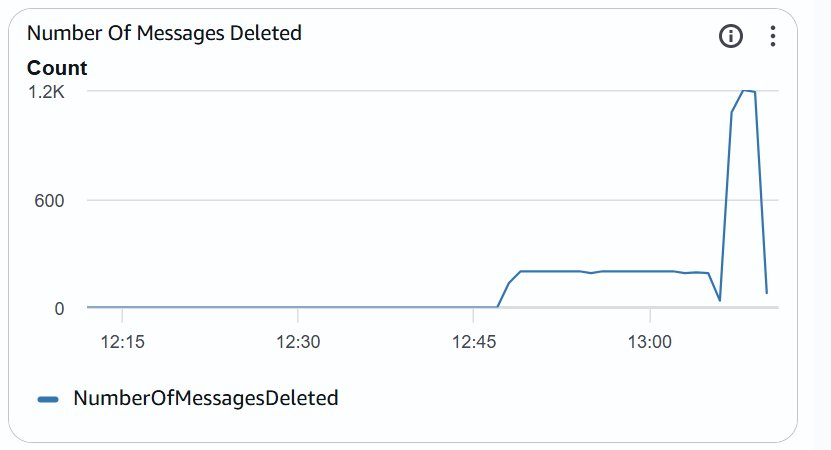 Number Of Messages Deleted
Count
1.2K
600
0
12:15 12:30 12:45 13:00
NumberOfMessagesDeleted